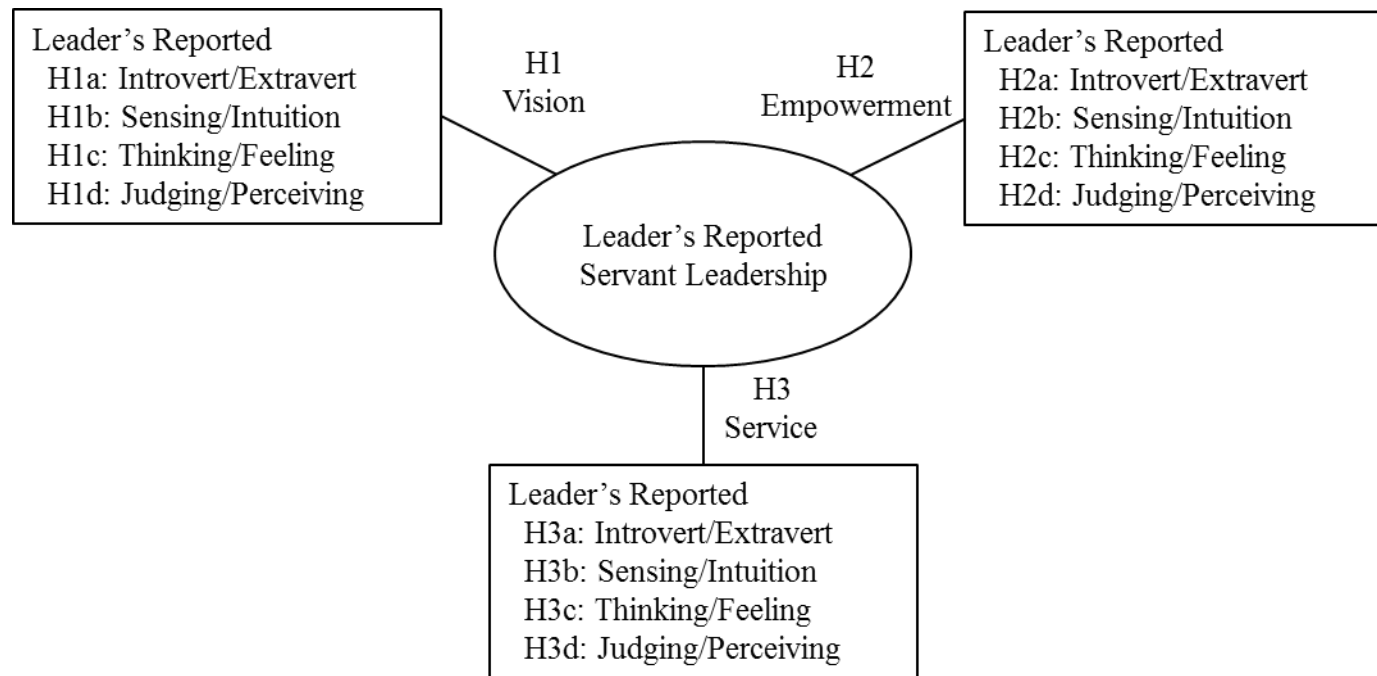 Leader’s Reported
H1a: Introvert/Extravert
H1b: Sensing/Intuition
H1c: Thinking/Feeling
H1d: Judging/Perceiving
H1
Vision
H2
Empowerment
Leader’s Reported
H2a: Introvert/Extravert
H2b: Sensing/Intuition
H2c: Thinking/Feeling
H2d: Judging/Perceiving
Leader’s Reported
Servant Leadership
H3
Service
Leader’s Reported
H3a: Introvert/Extravert
H3b: Sensing/Intuition
H3c: Thinking/Feeling
H3d: Judging/Perceiving